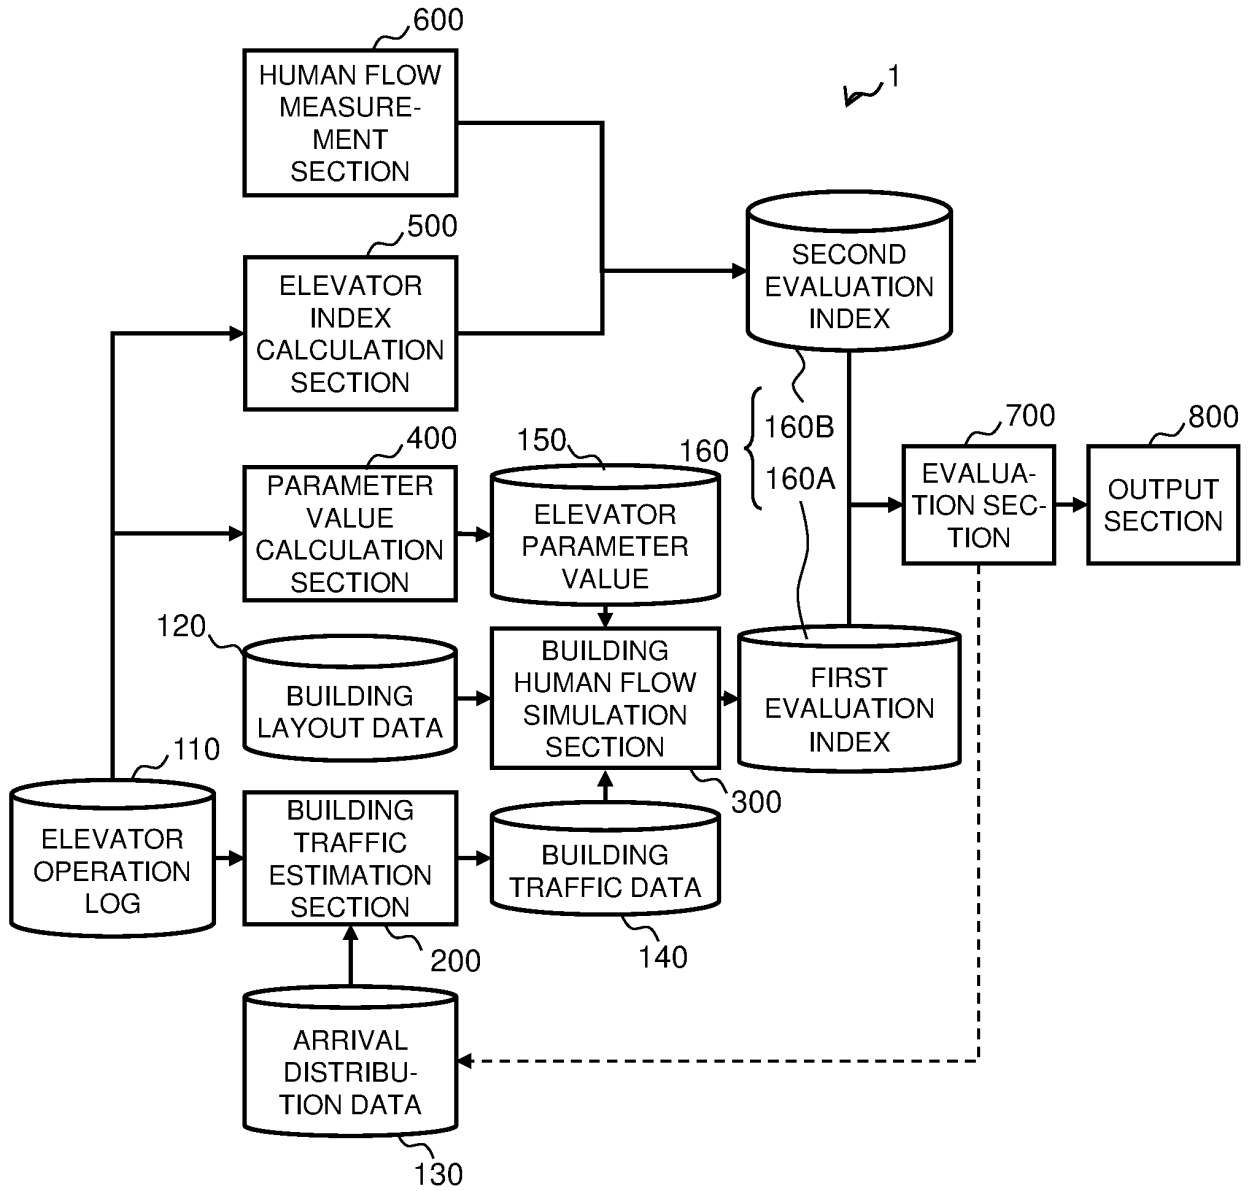 600
HUMAN FLOW
MEASURE-
MENT
SECTION
1
500
ELEVATOR
INDEX
CALCULATION
SECTION
SECOND
EVALUATION
INDEX
160
160B
160A
400
PARAMETER
VALUE
CALCULATION
SECTION
150
ELEVATOR
PARAMETER
VALUE
700
EVALUA-
TION SEC-
TION
800
OUTPUT
SECTION
120
BUILDING
LAYOUT DATA
BUILDING
HUMAN FLOW
SIMULATION
SECTION
300
FIRST
EVALUATION
INDEX
110
ELEVATOR
OPERATION
LOG
BUILDING
TRAFFIC
ESTIMATION
SECTION
200
BUILDING
TRAFFIC DATA
140
ARRIVAL
DISTRIBU-
TION DATA
130